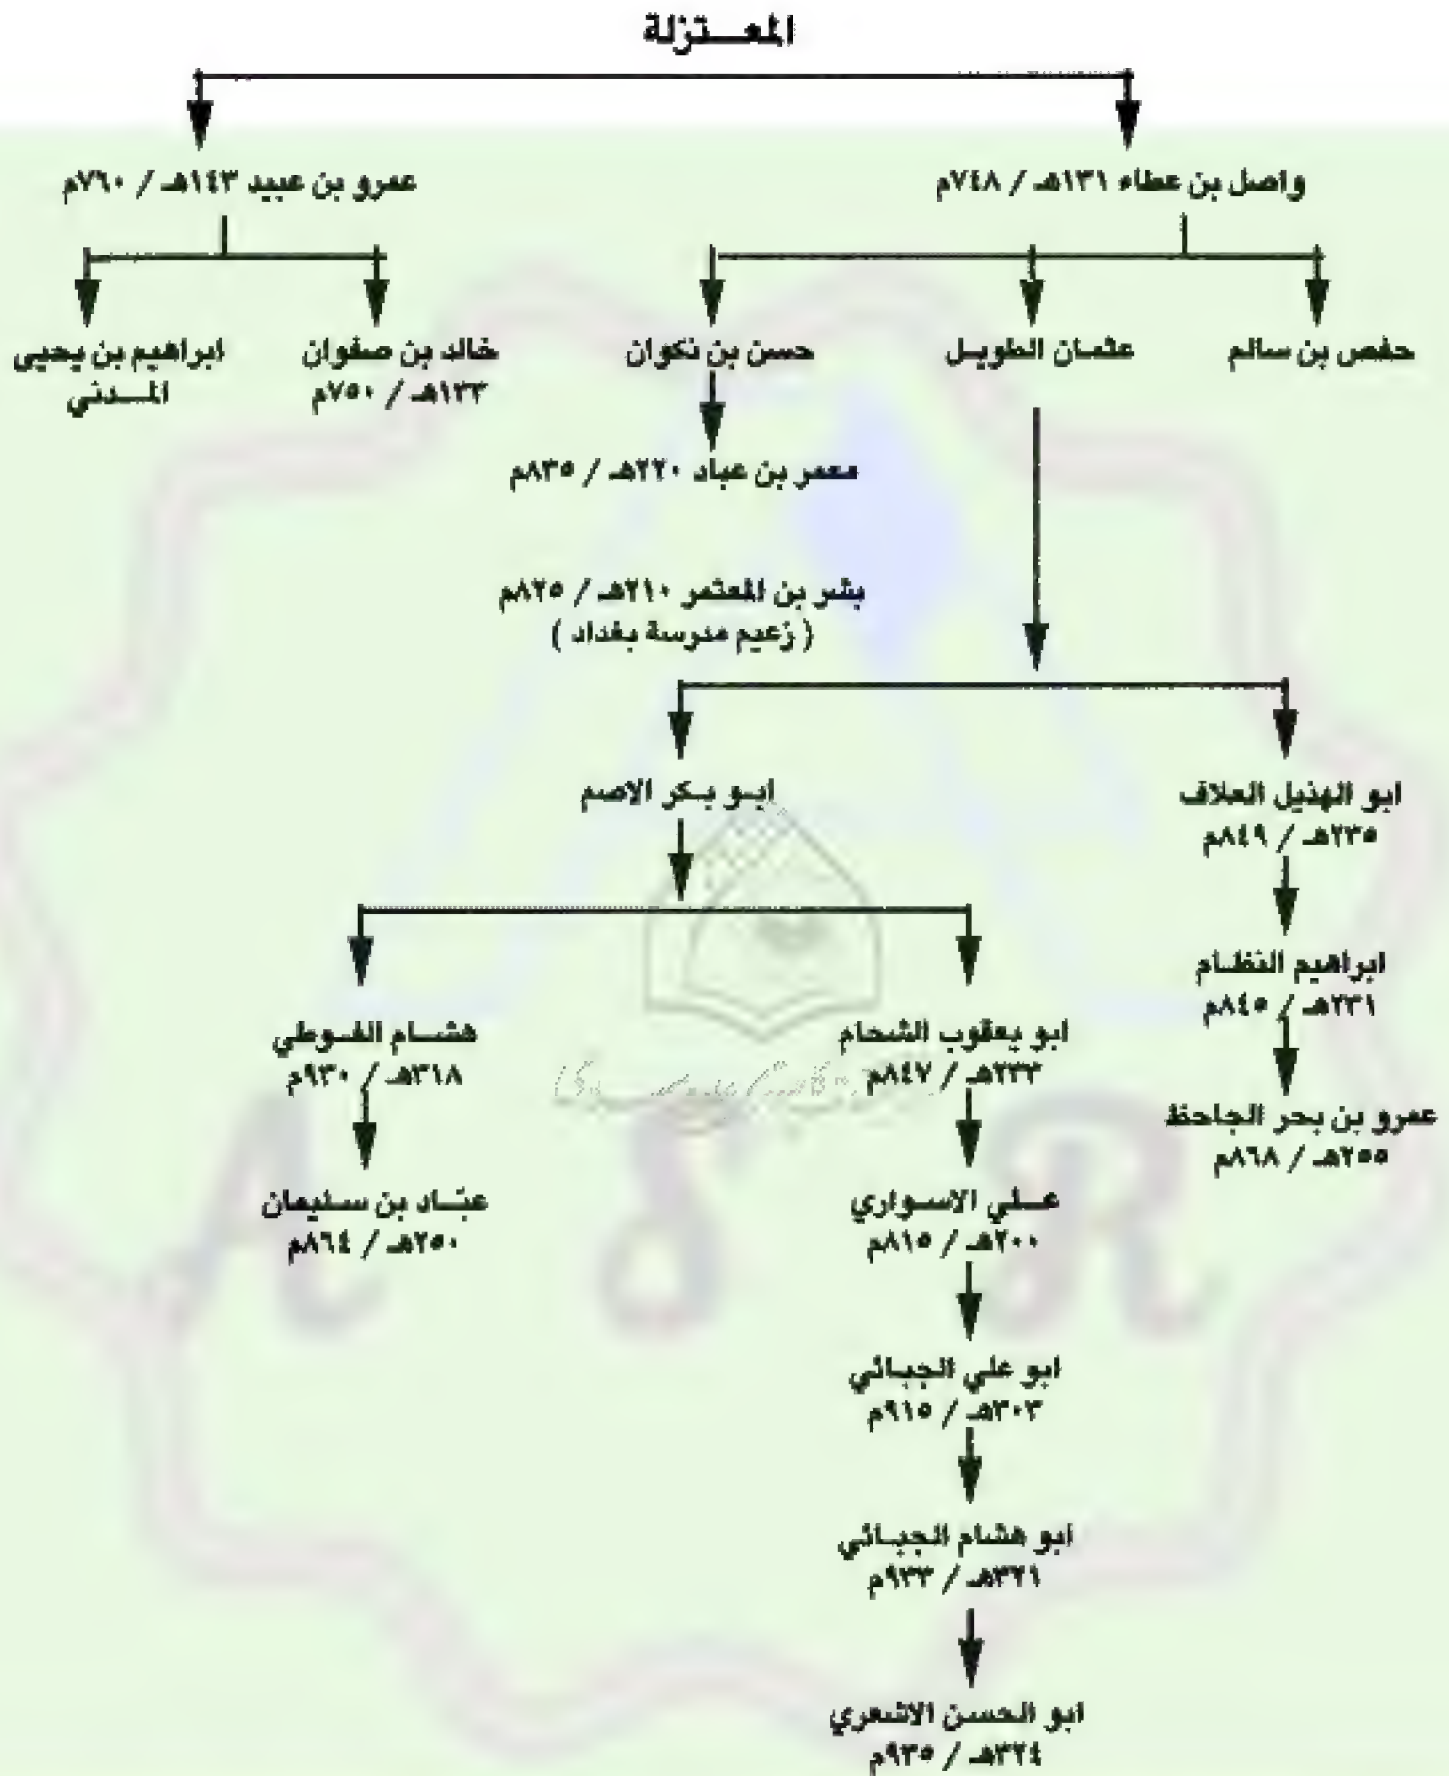 المعتزلة
واصل بن عطاء ١٣١هـ / ٧٤٨م
عمرو بن عبيد ١٤٣هـ / ٧٦٠م
حفص بن سالم
عثمان الطويل
حسن بن ذكوان
خالد بن صفوان
١٣٣هـ / ٧٥٠م
ابراهيم بن يحيى
المدني
معمر بن عباد ٢٢٠هـ / ٨٣٥م
بشر بن المعتمر ٢١٠هـ / ٨٢٥م
( زعيم مدرسة بغداد )
ابو الهذيل العلاف
٢٣٥هـ / ٨٤٩م
ابو بكر الاصم
ابراهيم النظام
٢٣١هـ / ٨٤٥م
ابو يعقوب الشحام
٢٣٣هـ / ٨٤٧م
هشام الفوطي
٣١٨هـ / ٩٣٠م
عمرو بن بحر الجاحظ
٢٥٥هـ / ٨٦٨م
علي الاسواري
٢٠٠هـ / ٨١٥م
عبّاد بن سليمان
٢٥٠هـ / ٨٦٤م
ابو علي الجبائي
٣٠٣هـ / ٩١٥م
ابو هشام الجبائي
٣٢١هـ / ٩٣٣م
ابو الحسن الاشعري
٣٢٤هـ / ٩٣٥م